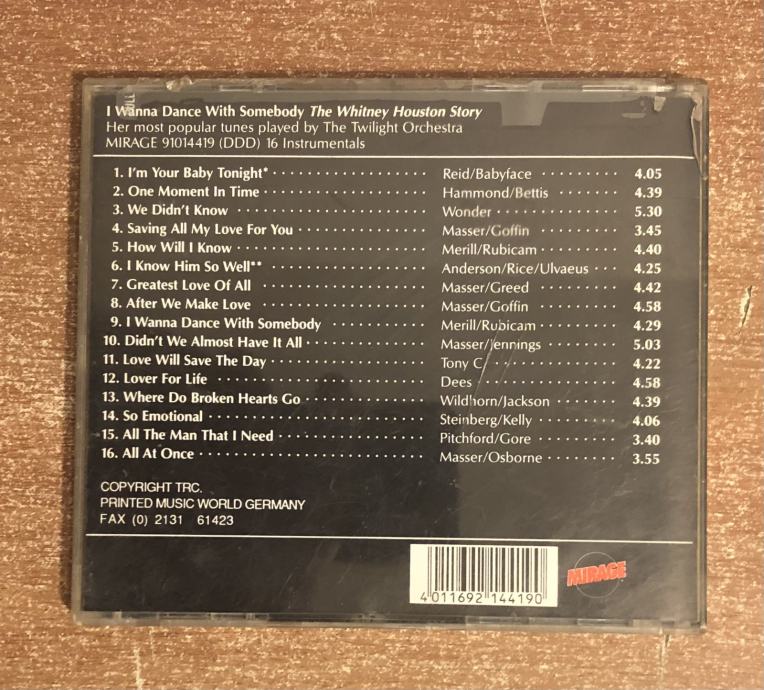 I Wanna Dance With Somebody The Whitney Houston Story
Her most popular tunes played by The Twilight Orchestra
MIRAGE 91014419 (DDD) 16 Instrumentals
1. I'm Your Baby Tonight* Reid/Babyface 4.05
2. One Moment In Time Hammond/Bettis 4.39
3. We Didn't Know Wonder 5.30
4. Saving All My Love For You Masser/Goffin 3.45
5. How Will I Know Merill/Rubicam 4.40
6. I Know Him So Well** Anderson/Rice/Ulvaeus 4.25
7. Greatest Love Of All Masser/Greed 4.42
8. After We Make Love Masser/Goffin 4.58
9. I Wanna Dance With Somebody Merill/Rubicam 4.29
10. Didn't We Almost Have It All Masser/Jennings 5.03
11. Love Will Save The Day Tony C. 4.22
12. Lover For Life Dees 4.58
13. Where Do Broken Hearts Go Wildhorn/Jackson 4.39
14. So Emotional Steinberg/Kelly 4.06
15. All The Man That I Need Pitchford/Gore 3.40
16. All At Once Masser/Osborne 3.55
COPYRIGHT TRC.
PRINTED MUSIC WORLD GERMANY
FAX (0) 2131 61423
MIRAGE
4 011692 144190